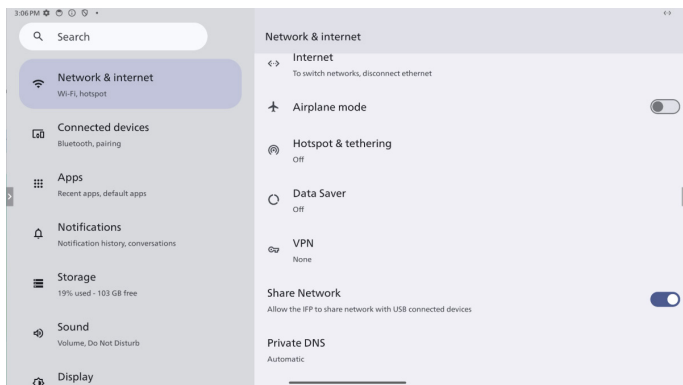 3:06 PM
Search
Network & internet
Wi-Fi, hotspot
Connected devices
Bluetooth, pairing
Apps
Recent apps, default apps
Notifications
Notification history, conversations
Storage
19% used - 103 GB free
Sound
Volume, Do Not Disturb
Display
Network & internet
Internet
To switch networks, disconnect ethernet
Airplane mode
Hotspot & tethering
Off
Data Saver
Off
VPN
None
Share Network
Allow the IFP to share network with USB connected devices
Private DNS
Automatic